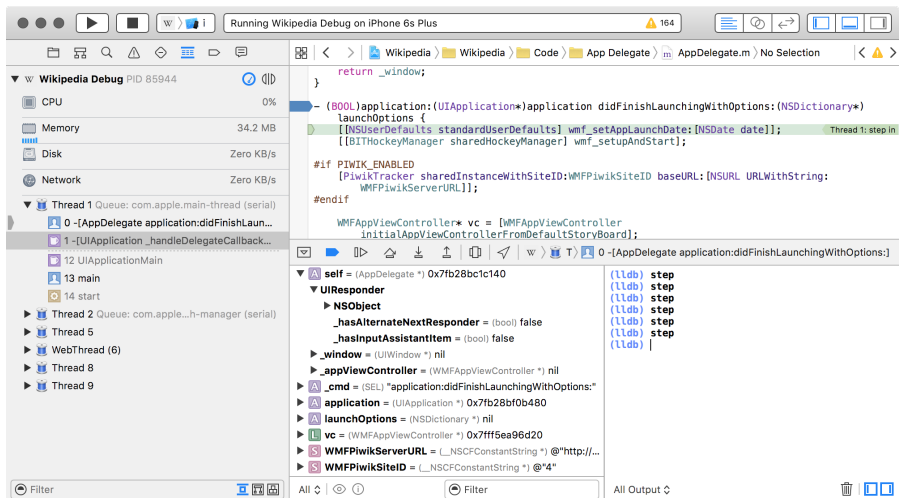 Running Wikipedia Debug on iPhone 6s Plus
164
Wikipedia
Wikipedia
Code
App Delegate
AppDelegate.m
No Selection
Wikipedia Debug PID 85944
CPU 0%
Memory 34.2 MB
Disk Zero KB/s
Network Zero KB/s
Thread 1 Queue: com.apple.main-thread (serial)
0 -[AppDelegate application:didFinishLaun...
1 -[UIApplication _handleDelegateCallback...
12 UIApplicationMain
13 main
14 start
Thread 2 Queue: com.apple...h-manager (serial)
Thread 5
WebThread (6)
Thread 8
Thread 9
Filter
return _window;
}
- (BOOL)application:(UIApplication*)application didFinishLaunchingWithOptions:(NSDictionary*)
launchOptions {
[[NSUserDefaults standardUserDefaults] wmf_setAppLaunchDate:[NSDate date]];
Thread 1: step in
[[BITHockeyManager sharedHockeyManager] wmf_setupAndStart];
#if PIWIK_ENABLED
[PiwikTracker sharedInstanceWithSiteID:WMFPiwikSiteID baseURL:[NSURL URLWithString:
WMFPiwikServerURL]];
#endif
WMFAppViewController* vc = [WMFAppViewController
initialAppViewControllerFromDefaultStoryBoard];
W
T
0 -[AppDelegate application:didFinishLaunchingWithOptions:]
A self = (AppDelegate *) 0x7fb28bc1c140
UIResponder
NSObject
_hasAlternateNextResponder = (bool) false
_hasInputAssistantItem = (bool) false
_window = (UIWindow *) nil
_appViewController = (WMFAppViewController *) nil
A _cmd = (SEL) "application:didFinishLaunchingWithOptions:"
A application = (UIApplication *) 0x7fb28bf0b480
A launchOptions = (NSDictionary *) nil
L vc = (WMFAppViewController *) 0x7fff5ea96d20
S WMFPiwikServerURL = (__NSCFConstantString *) @"http://...
S WMFPiwikSiteID = (__NSCFConstantString *) @"4"
All
Filter
(lldb) step
(lldb) step
(lldb) step
(lldb) step
(lldb) step
(lldb) step
(lldb)
All Output